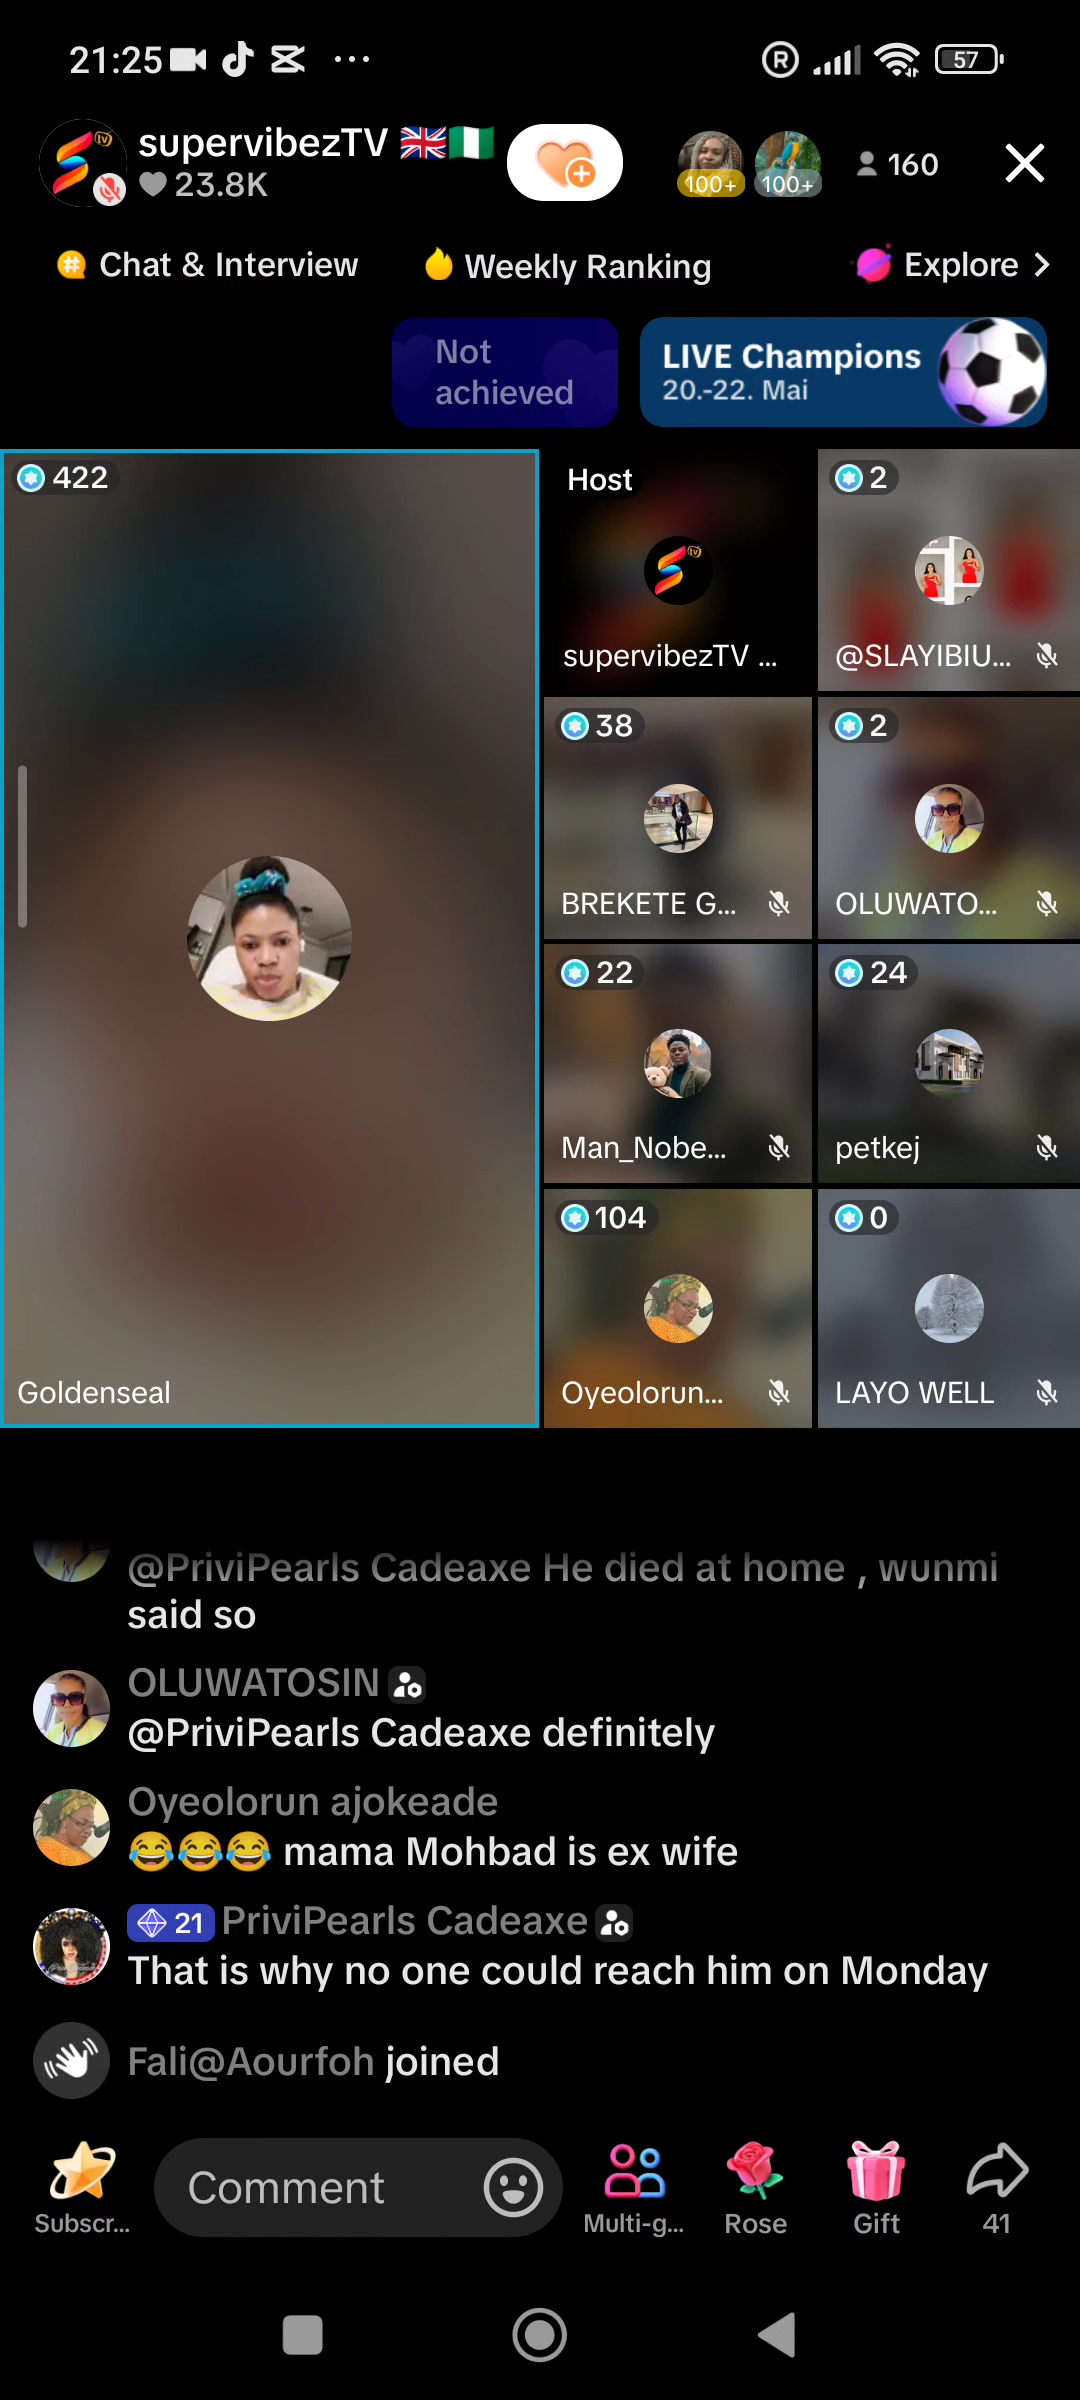 21:25
57
supervibezTV 🇬🇧🇳🇬
23.8K
100+
100+
160
Chat & Interview
Weekly Ranking
Explore
Not
achieved
LIVE Champions
20.-22. Mai
422
Goldenseal
Host
supervibezTV ...
2
@SLAYIBIU...
38
BREKETE G...
2
OLUWATO...
22
Man_Nobe...
24
petkej
104
Oyeolorun...
0
LAYO WELL
@PriviPearls Cadeaxe He died at home , wunmi
said so
OLUWATOSIN
@PriviPearls Cadeaxe definitely
Oyeolorun ajokeade
😂😂😂 mama Mohbad is ex wife
21 PriviPearls Cadeaxe
That is why no one could reach him on Monday
Fali@Aourfoh joined
Comment
Subscr...
Multi-g...
Rose
Gift
41